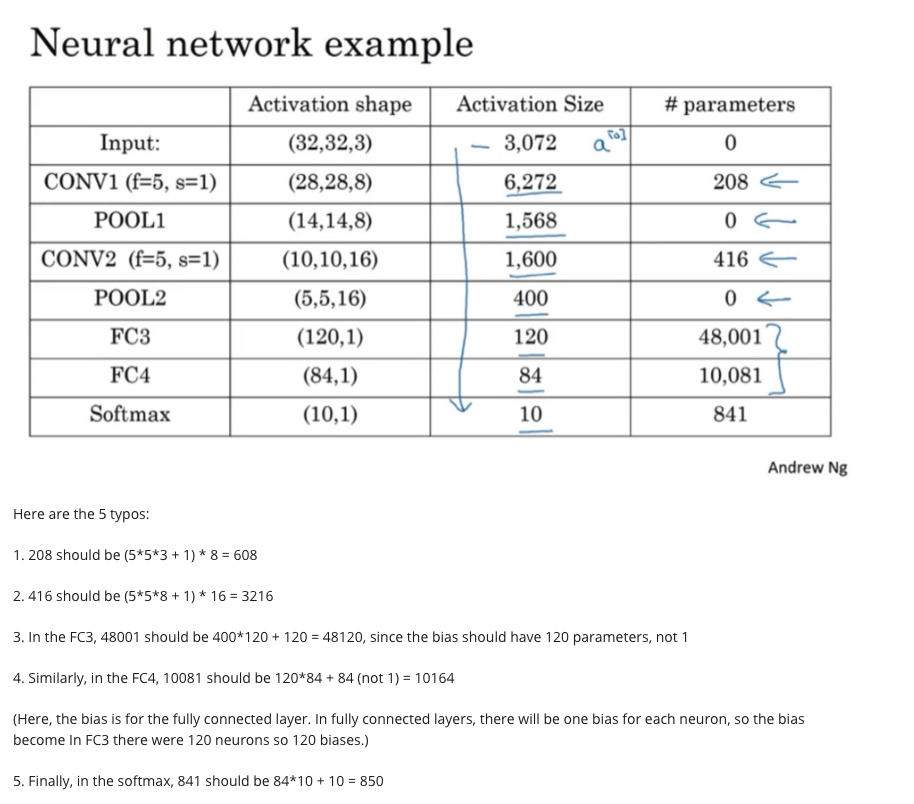 Neural network example
Activation shape Activation Size # parameters
Input: (32,32,3) 3,072 a[0] 0
CONV1 (f=5, s=1) (28,28,8) 6,272 208
POOL1 (14,14,8) 1,568 0
CONV2 (f=5, s=1) (10,10,16) 1,600 416
POOL2 (5,5,16) 400 0
FC3 (120,1) 120 48,001
FC4 (84,1) 84 10,081
Softmax (10,1) 10 841
Andrew Ng
Here are the 5 typos:
1. 208 should be (5*5*3 + 1) * 8 = 608
2. 416 should be (5*5*8 + 1) * 16 = 3216
3. In the FC3, 48001 should be 400*120 + 120 = 48120, since the bias should have 120 parameters, not 1
4. Similarly, in the FC4, 10081 should be 120*84 + 84 (not 1) = 10164
(Here, the bias is for the fully connected layer. In fully connected layers, there will be one bias for each neuron, so the bias
become In FC3 there were 120 neurons so 120 biases.)
5. Finally, in the softmax, 841 should be 84*10 + 10 = 850